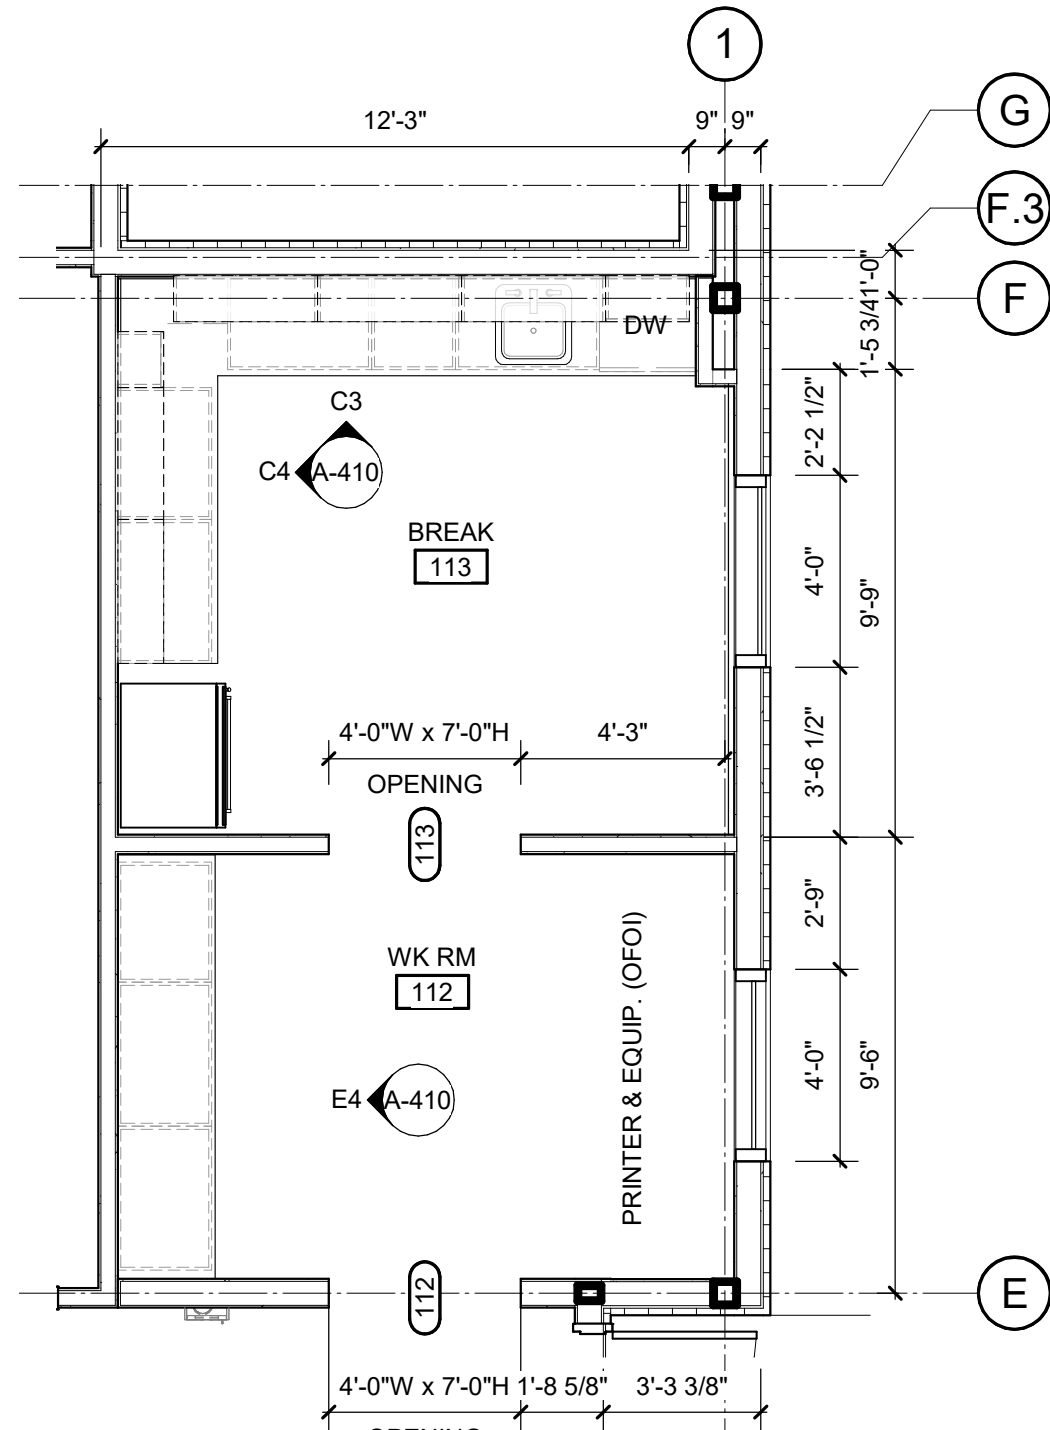 1
G
12'-3"
9" 9"
F.3
1'-0"
F
DW
1'-5 3/4"
C3
2'-2 1/2"
C4 A-410
BREAK
113
4'-0"
9'-9"
4'-0"W x 7'-0"H
4'-3"
3'-6 1/2"
OPENING
113
2'-9"
WK RM
112
PRINTER & EQUIP. (OFOI)
4'-0"
9'-6"
E4 A-410
112
E
4'-0"W x 7'-0"H 1'-8 5/8" 3'-3 3/8"
OPENING